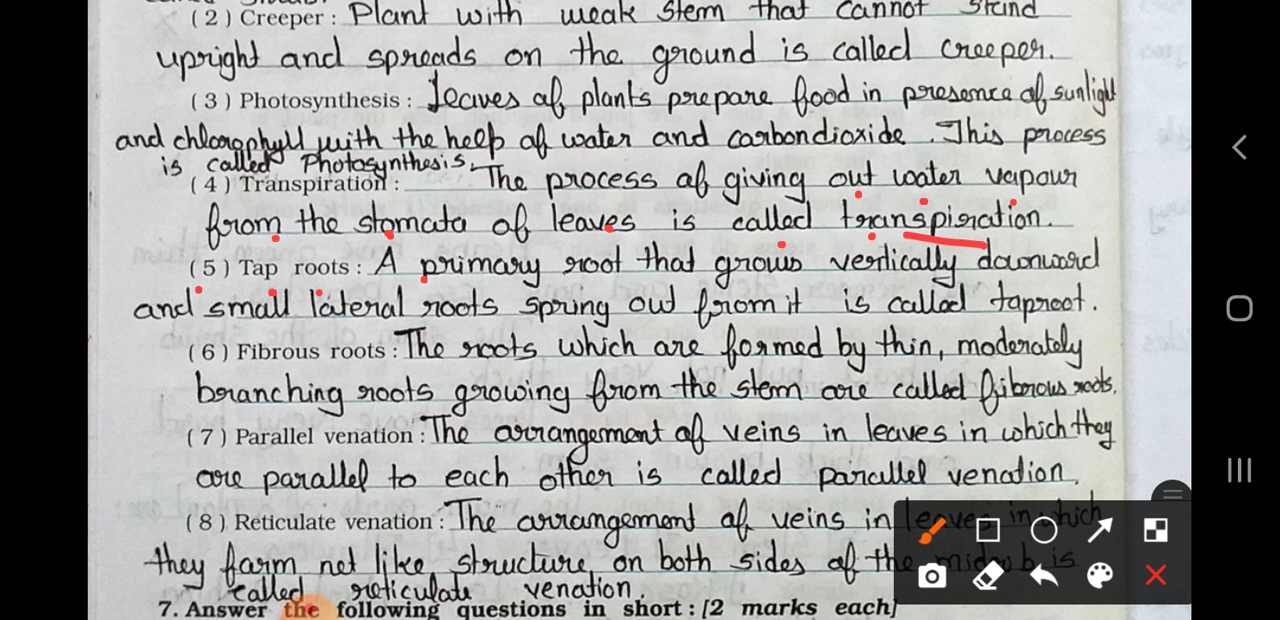 (2) Creeper : Plant with weak stem that cannot stand
upright and spreads on the ground is called creeper.
(3) Photosynthesis : Leaves of plants prepare food in presence of sunlight
and chlorophyll with the help of water and carbondioxide. This process
is called Photosynthesis.
(4) Transpiration : The process of giving out water vapour
from the stomata of leaves is called transpiration.
(5) Tap roots : A primary root that grows vertically downward
and small lateral roots spring out from it is called taproot.
(6) Fibrous roots : The roots which are formed by thin, moderately
branching roots growing from the stem are called fibrous roots.
(7) Parallel venation : The arrangement of veins in leaves in which they
are parallel to each other is called parallel venation.
(8) Reticulate venation : The arrangement of veins in leaves in which
they form net like structure on both sides of the midrib is
called reticulate venation.
7. Answer the following questions in short : [2 marks each]